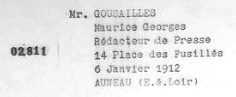 Mr. GOUSAILLES
Maurice Georges
Rédacteur de Presse
02811 14 Place des Fusillés
6 Janvier 1912
AUNEAU (E.&.Loir)